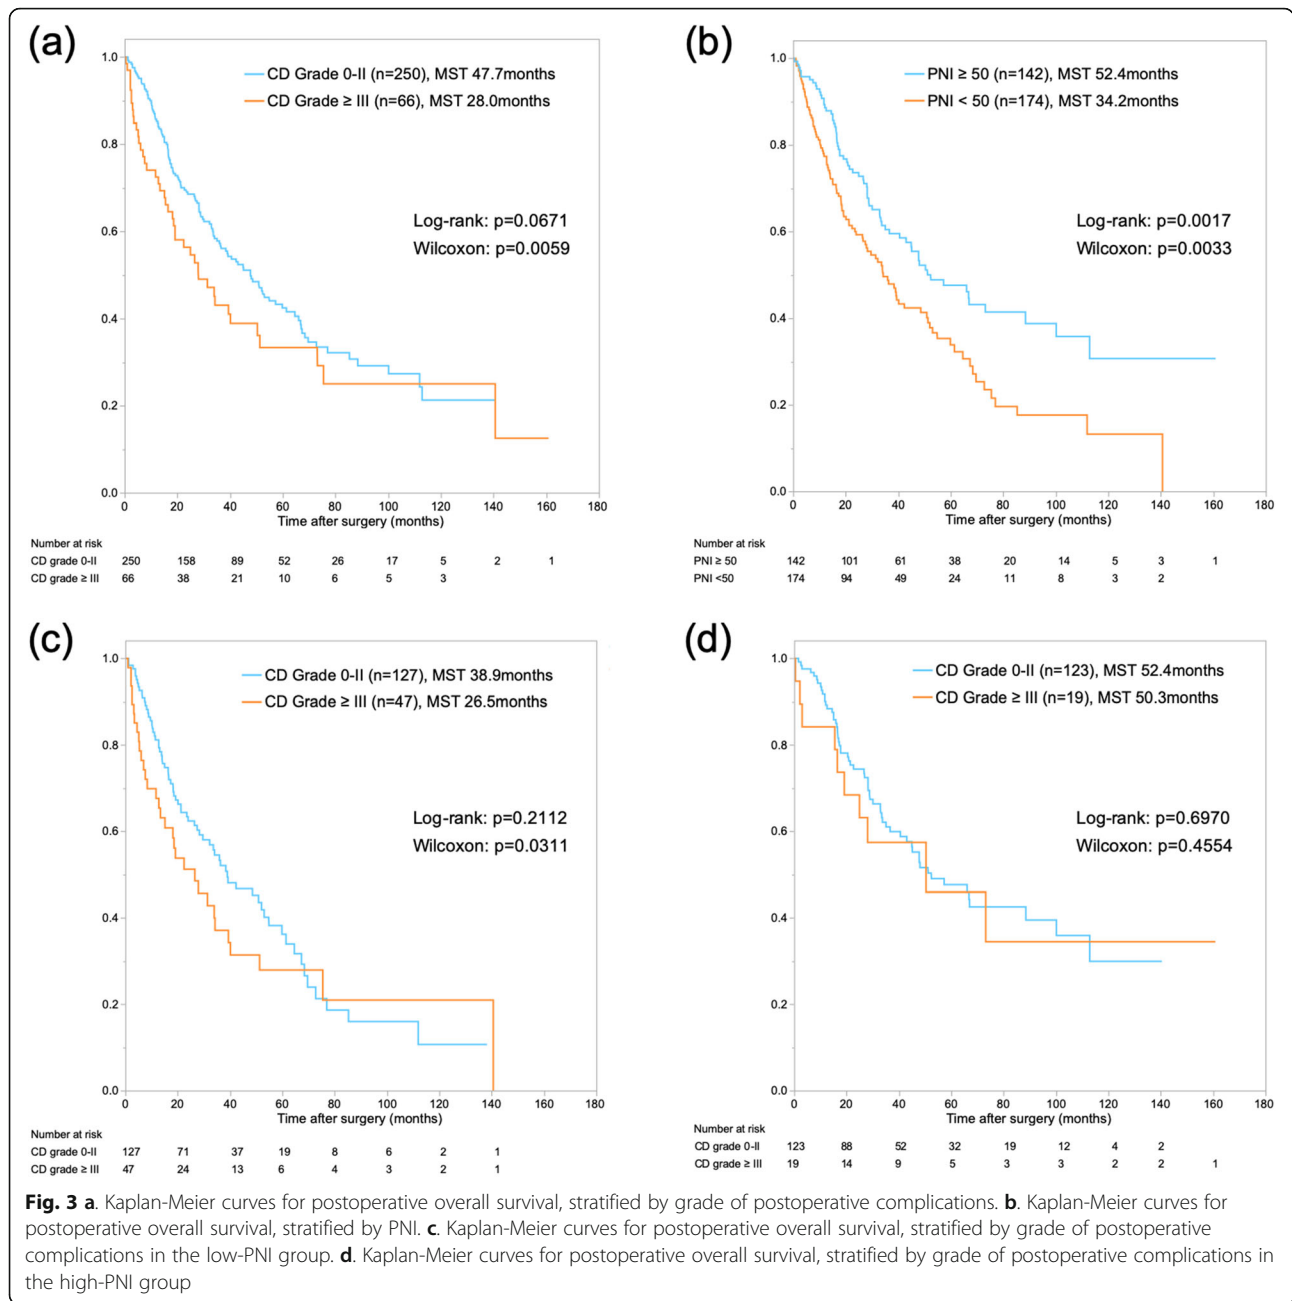 (a)
CD Grade 0-II (n=250), MST 47.7months
CD Grade ≥ III (n=66), MST 28.0months
Log-rank: p=0.0671
Wilcoxon: p=0.0059
1.0
0.8
0.6
0.4
0.2
0.0
0 20 40 60 80 100 120 140 160 180
Time after surgery (months)
Number at risk
CD grade 0-II 250 158 89 52 26 17 5 2 1
CD grade ≥ III 66 38 21 10 6 5 3
(b)
PNI ≥ 50 (n=142), MST 52.4months
PNI < 50 (n=174), MST 34.2months
Log-rank: p=0.0017
Wilcoxon: p=0.0033
1.0
0.8
0.6
0.4
0.2
0.0
0 20 40 60 80 100 120 140 160 180
Time after surgery (months)
Number at risk
PNI ≥ 50 142 101 61 38 20 14 5 3 1
PNI <50 174 94 49 24 11 8 3 2
(c)
CD Grade 0-II (n=127), MST 38.9months
CD Grade ≥ III (n=47), MST 26.5months
Log-rank: p=0.2112
Wilcoxon: p=0.0311
1.0
0.8
0.6
0.4
0.2
0.0
0 20 40 60 80 100 120 140 160 180
Time after surgery (months)
Number at risk
CD grade 0-II 127 71 37 19 8 6 2 1
CD grade ≥ III 47 24 13 6 4 3 2 1
(d)
CD Grade 0-II (n=123), MST 52.4months
CD Grade ≥ III (n=19), MST 50.3months
Log-rank: p=0.6970
Wilcoxon: p=0.4554
1.0
0.8
0.6
0.4
0.2
0.0
0 20 40 60 80 100 120 140 160 180
Time after surgery (months)
Number at risk
CD grade 0-II 123 88 52 32 19 12 4 2
CD grade ≥ III 19 14 9 5 3 3 2 2 1
Fig. 3 a. Kaplan-Meier curves for postoperative overall survival, stratified by grade of postoperative complications. b. Kaplan-Meier curves for
postoperative overall survival, stratified by PNI. c. Kaplan-Meier curves for postoperative overall survival, stratified by grade of postoperative
complications in the low-PNI group. d. Kaplan-Meier curves for postoperative overall survival, stratified by grade of postoperative complications in
the high-PNI group